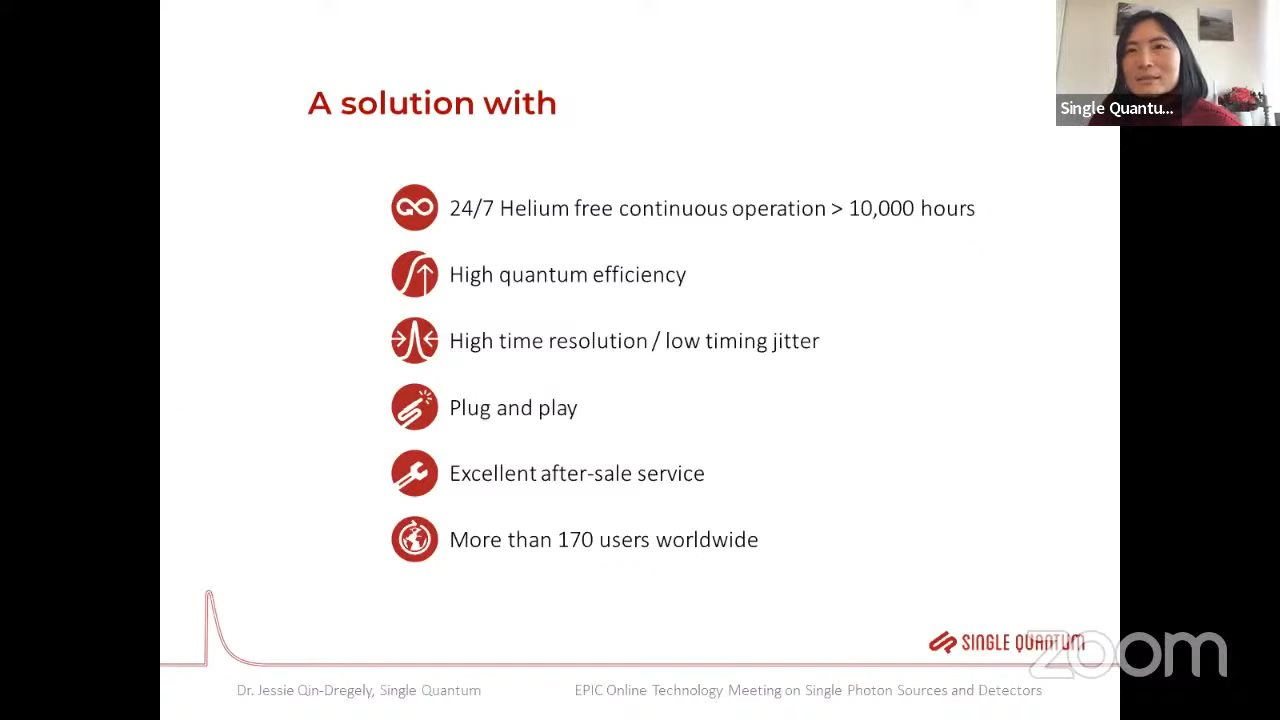 A solution with
Single Quantu...
24/7 Helium free continuous operation > 10,000 hours
High quantum efficiency
High time resolution / low timing jitter
Plug and play
Excellent after-sale service
More than 170 users worldwide
SINGLE QUANTUM
zoom
Dr. Jessie Qin-Dregely, Single Quantum
EPIC Online Technology Meeting on Single Photon Sources and Detectors